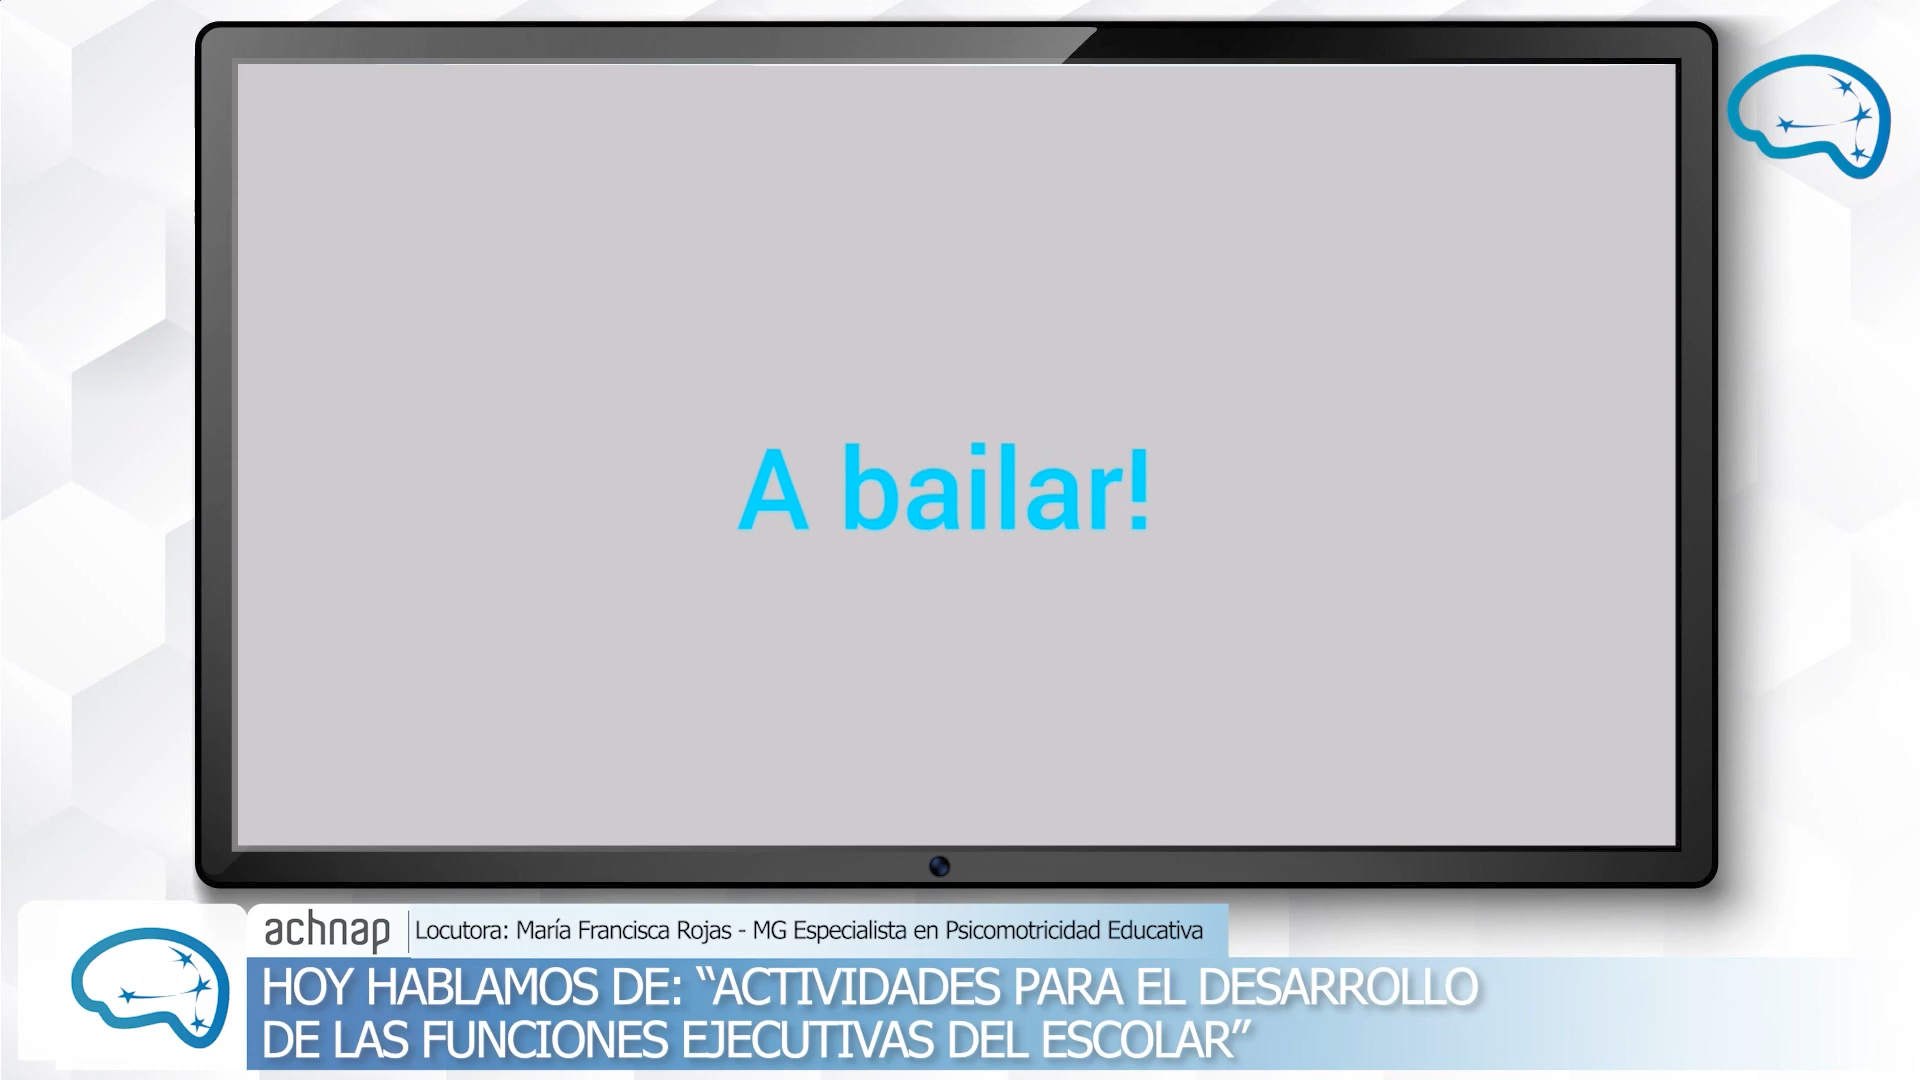 A bailar!
achnap
Locutora: María Francisca Rojas - MG Especialista en Psicomotricidad Educativa
HOY HABLAMOS DE: “ACTIVIDADES PARA EL DESARROLLO
DE LAS FUNCIONES EJECUTIVAS DEL ESCOLAR”